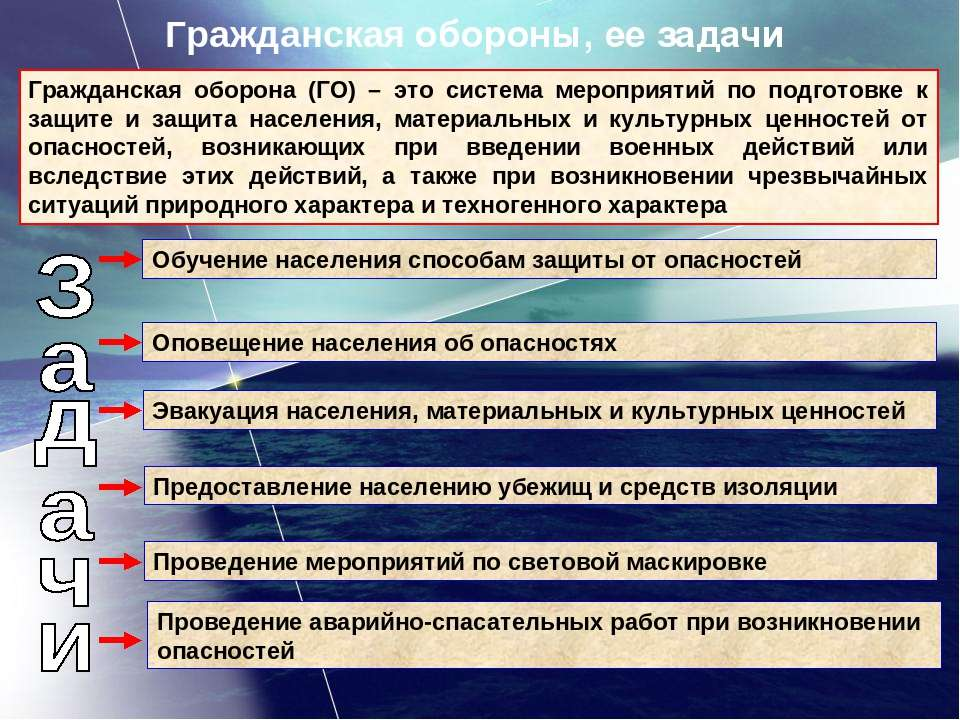 Гражданская обороны, ее задачи
Гражданская оборона (ГО) – это система мероприятий по подготовке к
защите и защита населения, материальных и культурных ценностей от
опасностей, возникающих при введении военных действий или
вследствие этих действий, а также при возникновении чрезвычайных
ситуаций природного характера и техногенного характера
Задачи
Обучение населения способам защиты от опасностей
Оповещение населения об опасностях
Эвакуация населения, материальных и культурных ценностей
Предоставление населению убежищ и средств изоляции
Проведение мероприятий по световой маскировке
Проведение аварийно-спасательных работ при возникновении
опасностей